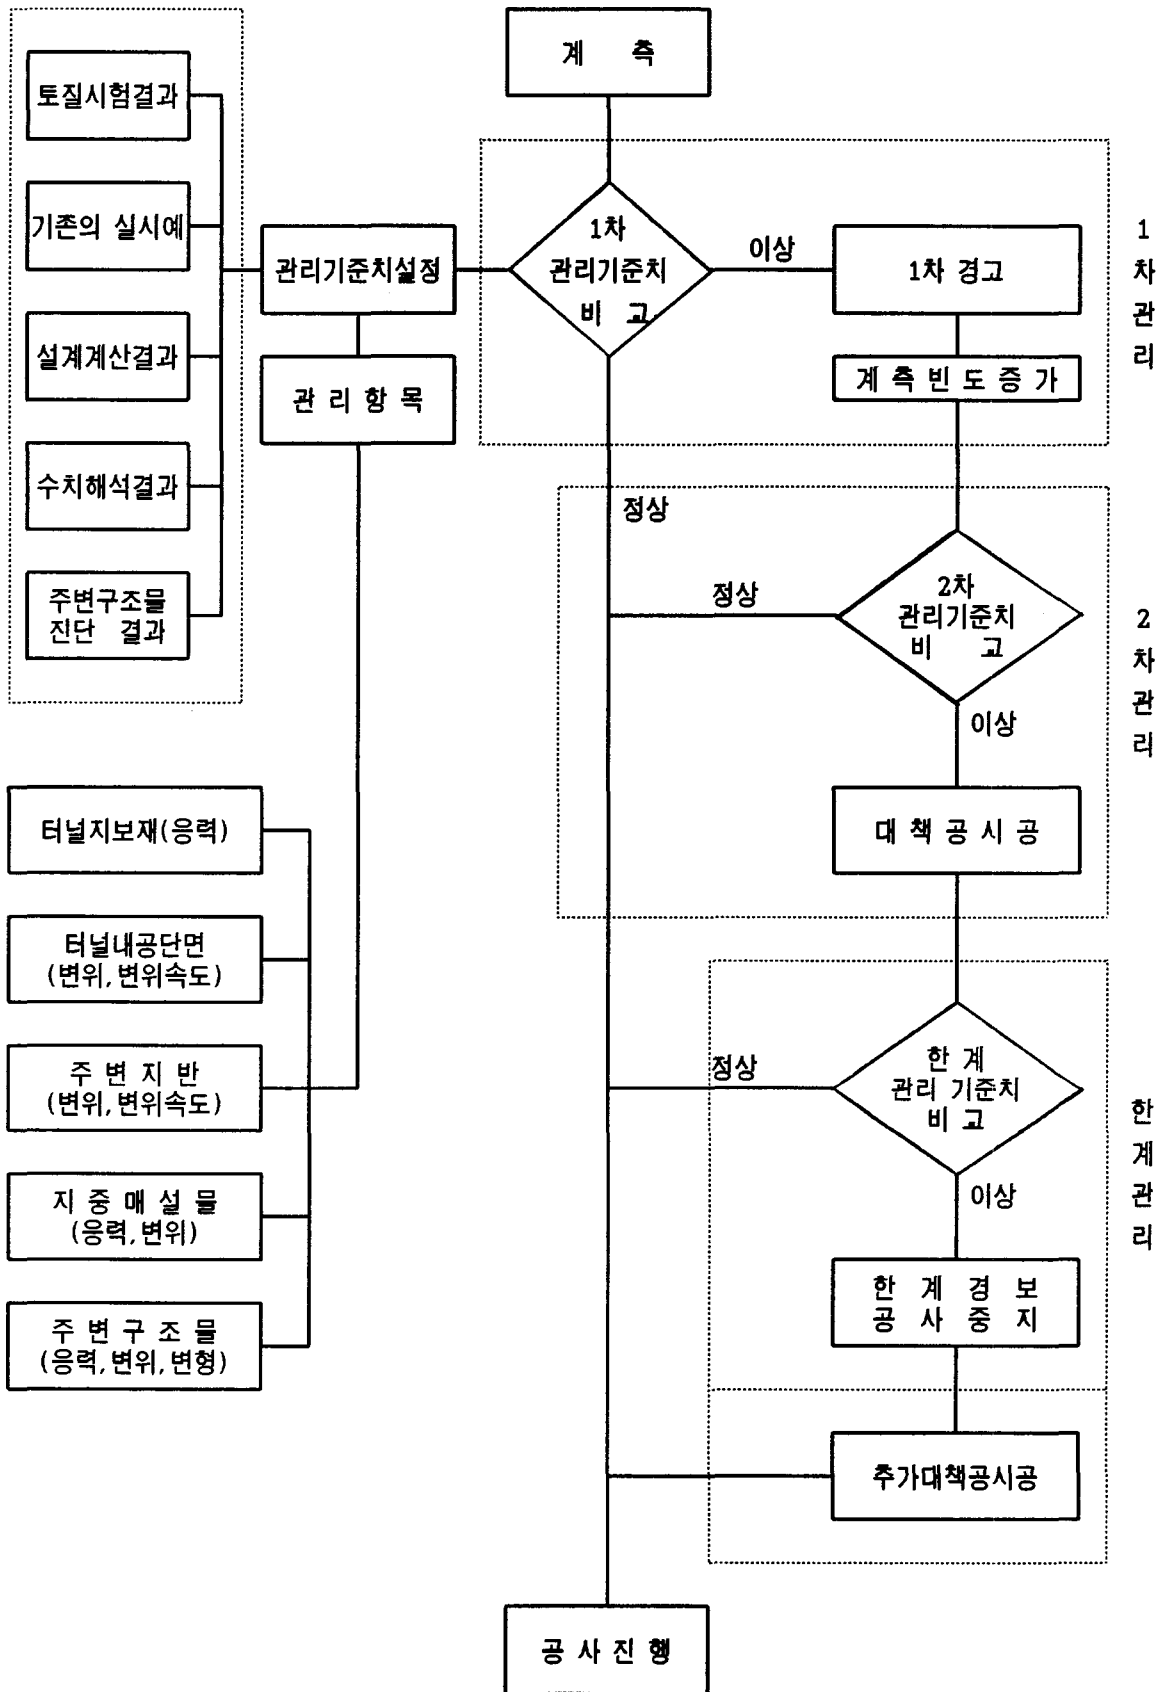 계 측
토질시험결과
기존의 실시예
설계계산결과
수치해석결과
주변구조물
진단 결과
관리기준치설정
관 리 항 목
1차
관리기준치
비 교
이상
1차 경고
계 측 빈 도 증 가
1
차
관
리
정상
정상
2차
관리기준치
비 교
이상
대 책 공 시 공
2
차
관
리
터널지보재(응력)
터널내공단면
(변위,변위속도)
주 변 지 반
(변위,변위속도)
지 중 매 설 물
(응력,변위)
주 변 구 조 물
(응력,변위,변형)
정상
한 계
관리 기준치
비 교
이상
한 계 경 보
공 사 중 지
추가대책공시공
한
계
관
리
공 사 진 행